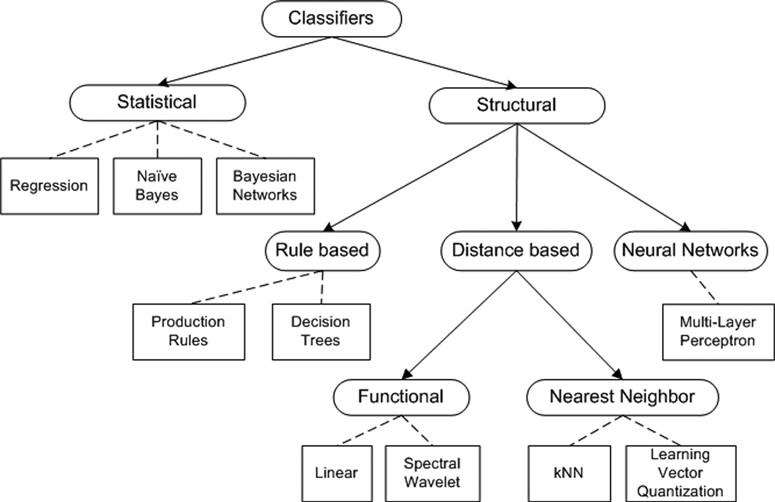 Classifiers
Statistical
Structural
Regression
Naïve
Bayes
Bayesian
Networks
Rule based
Distance based
Neural Networks
Production
Rules
Decision
Trees
Multi-Layer
Perceptron
Functional
Nearest Neighbor
Linear
Spectral
Wavelet
kNN
Learning
Vector
Quantization